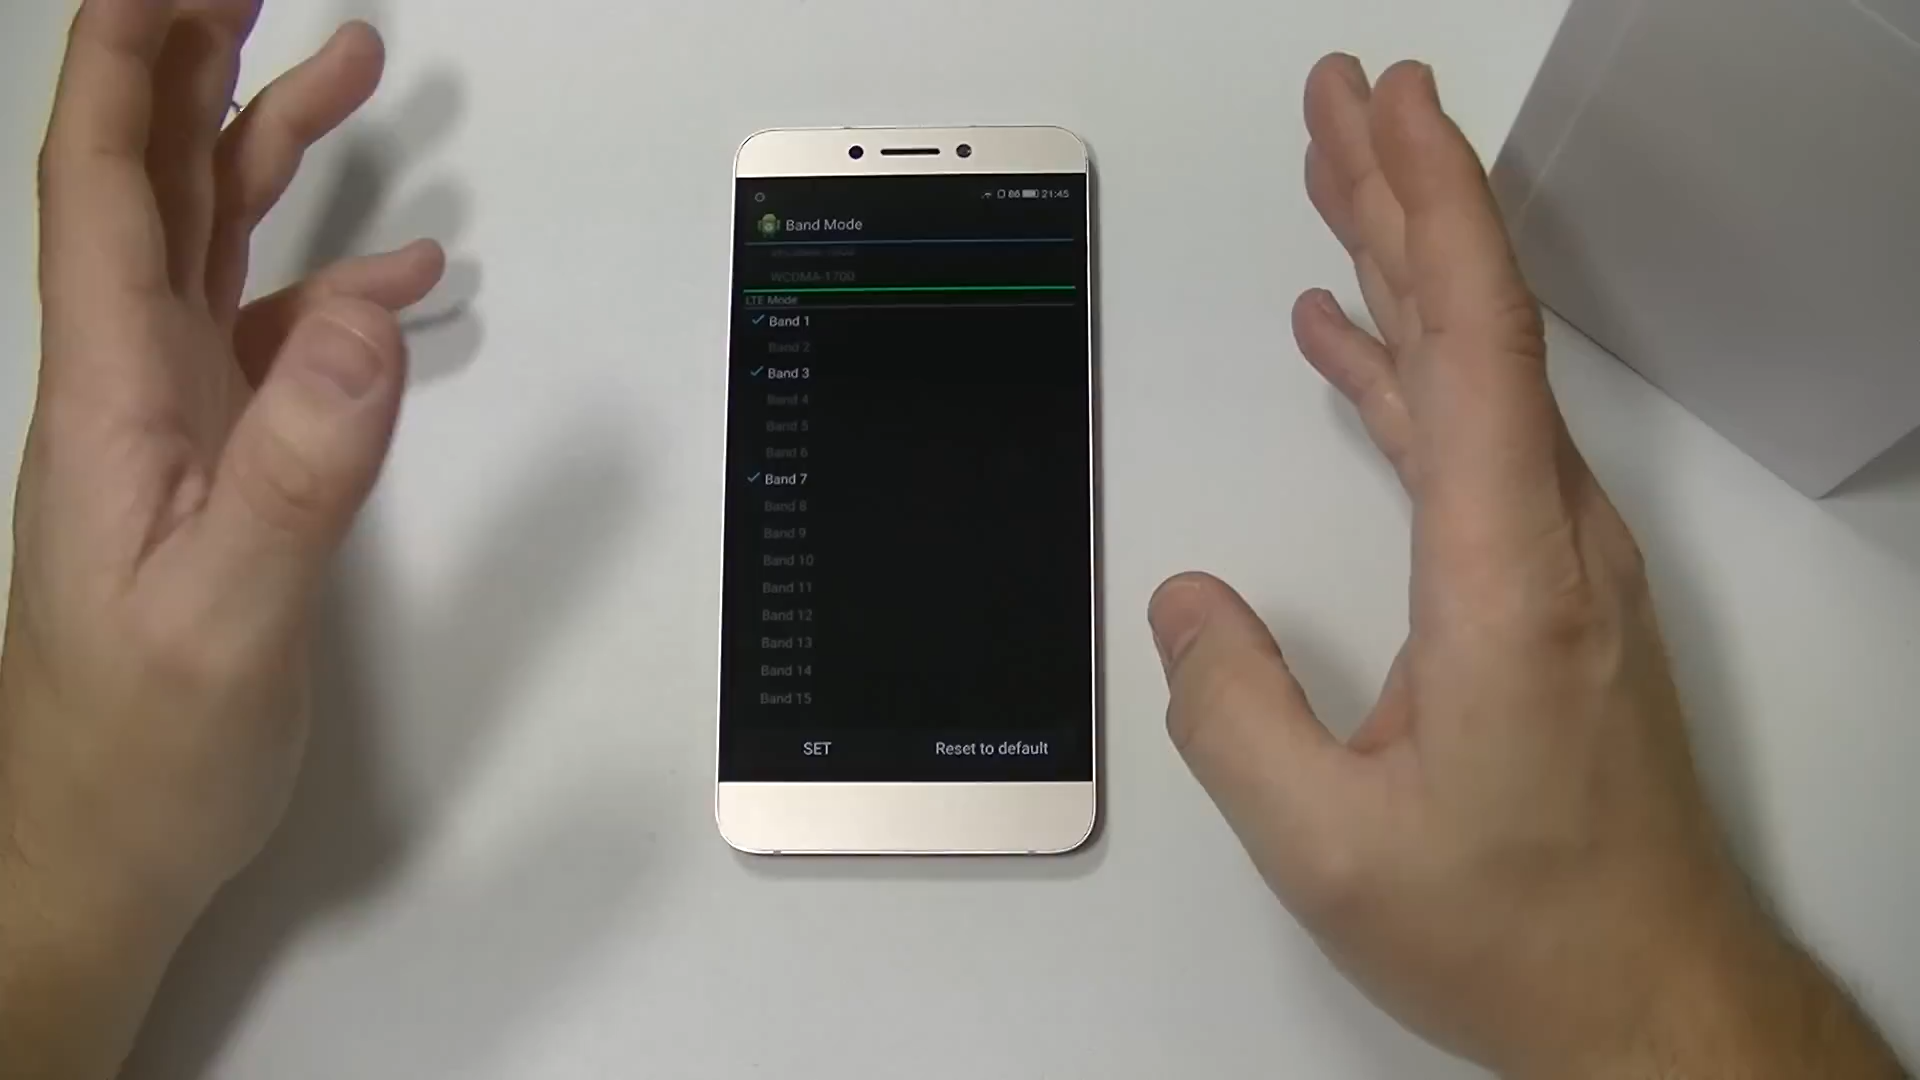 86 21:45
Band Mode
WCDMA-1700
LTE Mode
Band 1
Band 2
Band 3
Band 4
Band 5
Band 6
Band 7
Band 8
Band 9
Band 10
Band 11
Band 12
Band 13
Band 14
Band 15
SET Reset to default